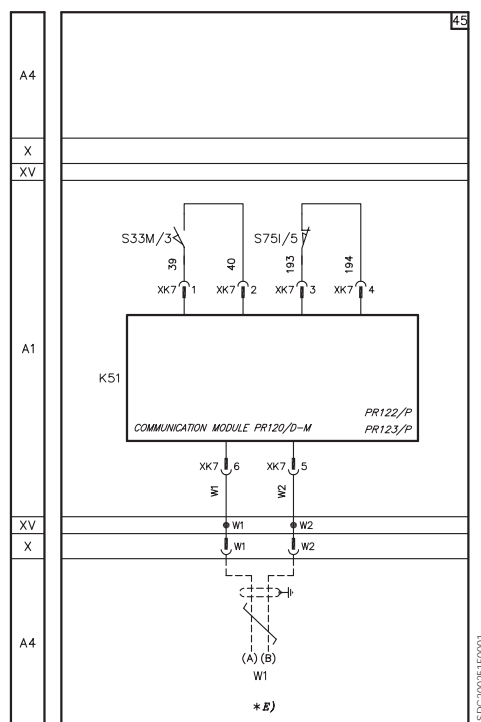 45
A4
X
XV
S33M/3
S75I/5
39
40
193
194
XK7 1
XK7 2
XK7 3
XK7 4
A1
K51
PR122/P
COMMUNICATION MODULE PR120/D-M
PR123/P
XK7 6
XK7 5
W1
W2
XV
W1
W2
X
W1
W2
A4
(A) (B)
W1
*E)